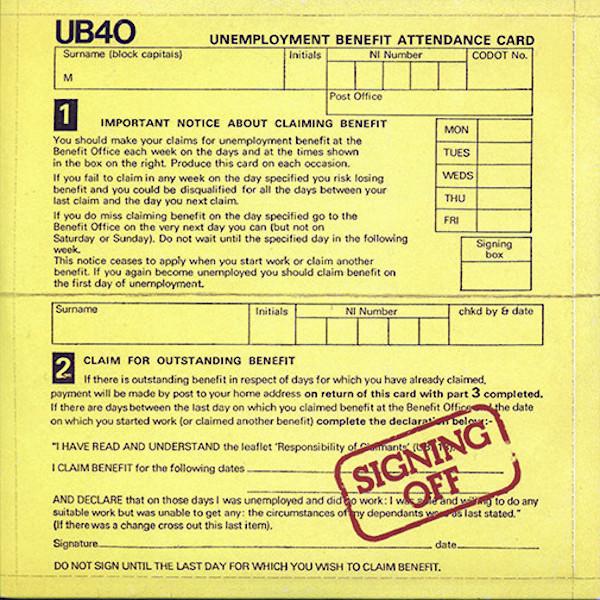 UB40
UNEMPLOYMENT BENEFIT ATTENDANCE CARD
Surname (block capitals) Initials NI Number CODOT No.
M
Post Office
1 IMPORTANT NOTICE ABOUT CLAIMING BENEFIT
You should make your claims for unemployment benefit at the
Benefit Office each week on the days and at the times shown
in the box on the right. Produce this card on each occasion.
If you fail to claim in any week on the day specified you risk losing
benefit and you could be disqualified for all the days between your
last claim and the day you next claim.
If you do miss claiming benefit on the day specified go to the
Benefit Office on the very next day you can (but not on
Saturday or Sunday). Do not wait until the specified day in the following
week.
This notice ceases to apply when you start work or claim another
benefit. If you again become unemployed you should claim benefit on
the first day of unemployment.
MON
TUES
WEDS
THU
FRI
Signing
box
Surname Initials NI Number chkd by & date
2 CLAIM FOR OUTSTANDING BENEFIT
If there is outstanding benefit in respect of days for which you have already claimed,
payment will be made by post to your home address on return of this card with part 3 completed.
If there are days between the last day on which you claimed benefit at the Benefit Office the date
on which you started work (or claimed another benefit) complete the declaration below:-
"I HAVE READ AND UNDERSTAND the leaflet 'Responsibility of Claimants'
I CLAIM BENEFIT for the following dates
AND DECLARE that on those days I was unemployed and did no work: I was and willing to do any
suitable work but was unable to get any: the circumstances of my dependants as last stated."
(If there was a change cross out this last item).
Signature date
DO NOT SIGN UNTIL THE LAST DAY FOR WHICH YOU WISH TO CLAIM BENEFIT.
SIGNING
OFF